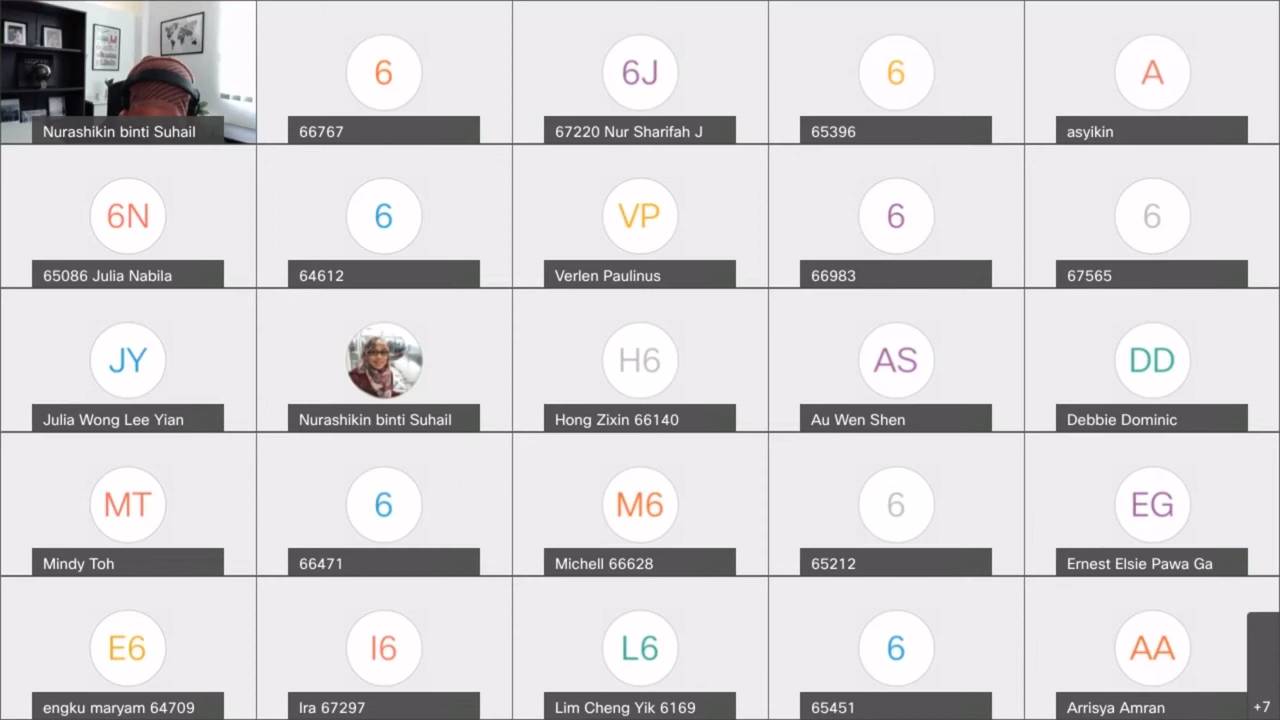 Nurashikin binti Suhail
6
66767
6J
67220 Nur Sharifah J
6
65396
A
asyikin
6N
65086 Julia Nabila
6
64612
VP
Verlen Paulinus
6
66983
6
67565
JY
Julia Wong Lee Yian
Nurashikin binti Suhail
H6
Hong Zixin 66140
AS
Au Wen Shen
DD
Debbie Dominic
MT
Mindy Toh
6
66471
M6
Michell 66628
6
65212
EG
Ernest Elsie Pawa Ga
E6
engku maryam 64709
I6
Ira 67297
L6
Lim Cheng Yik 6169
6
65451
AA
Arrisya Amran
+7